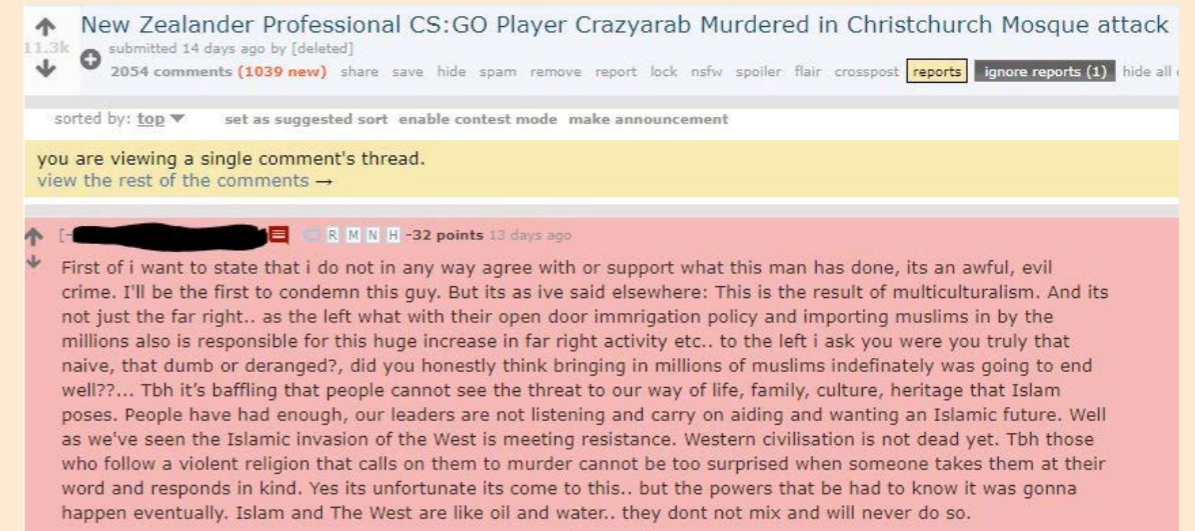 New Zealander Professional CS:GO Player Crazyarab Murdered in Christchurch Mosque attack
11.3k
submitted 14 days ago by [deleted]
2054 comments (1039 new) share save hide spam remove report lock nsfw spoiler flair crosspost reports ignore reports (1) hide all
sorted by: top set as suggested sort enable contest mode make announcement
you are viewing a single comment's thread.
view the rest of the comments →
[- R M N H -32 points 13 days ago
First of i want to state that i do not in any way agree with or support what this man has done, its an awful, evil
crime. I'll be the first to condemn this guy. But its as ive said elsewhere: This is the result of multiculturalism. And its
not just the far right.. as the left what with their open door immrigation policy and importing muslims in by the
millions also is responsible for this huge increase in far right activity etc.. to the left i ask you were you truly that
naive, that dumb or deranged?, did you honestly think bringing in millions of muslims indefinately was going to end
well??... Tbh it's baffling that people cannot see the threat to our way of life, family, culture, heritage that Islam
poses. People have had enough, our leaders are not listening and carry on aiding and wanting an Islamic future. Well
as we've seen the Islamic invasion of the West is meeting resistance. Western civilisation is not dead yet. Tbh those
who follow a violent religion that calls on them to murder cannot be too surprised when someone takes them at their
word and responds in kind. Yes its unfortunate its come to this.. but the powers that be had to know it was gonna
happen eventually. Islam and The West are like oil and water.. they dont not mix and will never do so.